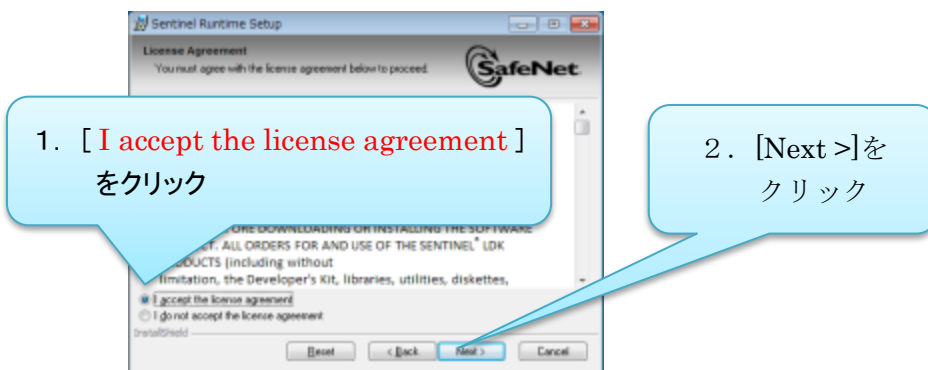 Sentinel Runtime Setup
License Agreement
You must agree with the license agreement below to proceed.
SafeNet.
1. [ I accept the license agreement ]
をクリック
2. [Next >]を
クリック
ORE DOWNLOADING OR INSTALLING THE SOFTWARE
CT. ALL ORDERS FOR AND USE OF THE SENTINEL® LDK
ODUCTS (including without
limitation, the Developer's Kit, libraries, utilities, diskettes,
I accept the license agreement
I do not accept the license agreement
InstallShield
Reset
< Back
Next >
Cancel